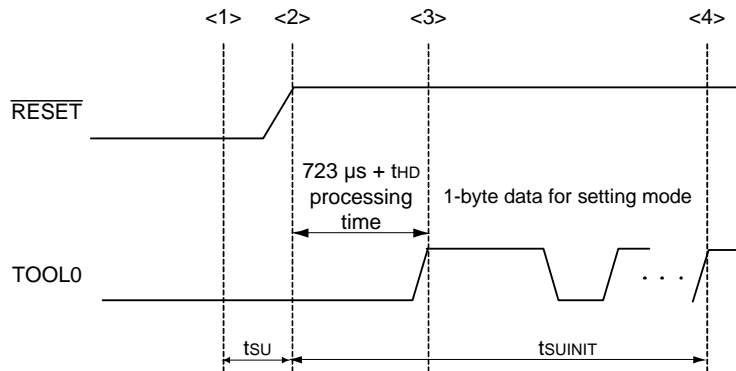 <1> <2> <3> <4>
RESET
723 µs + tHD
processing
time
1-byte data for setting mode
TOOL0
. . .
tSU
tSUINIT